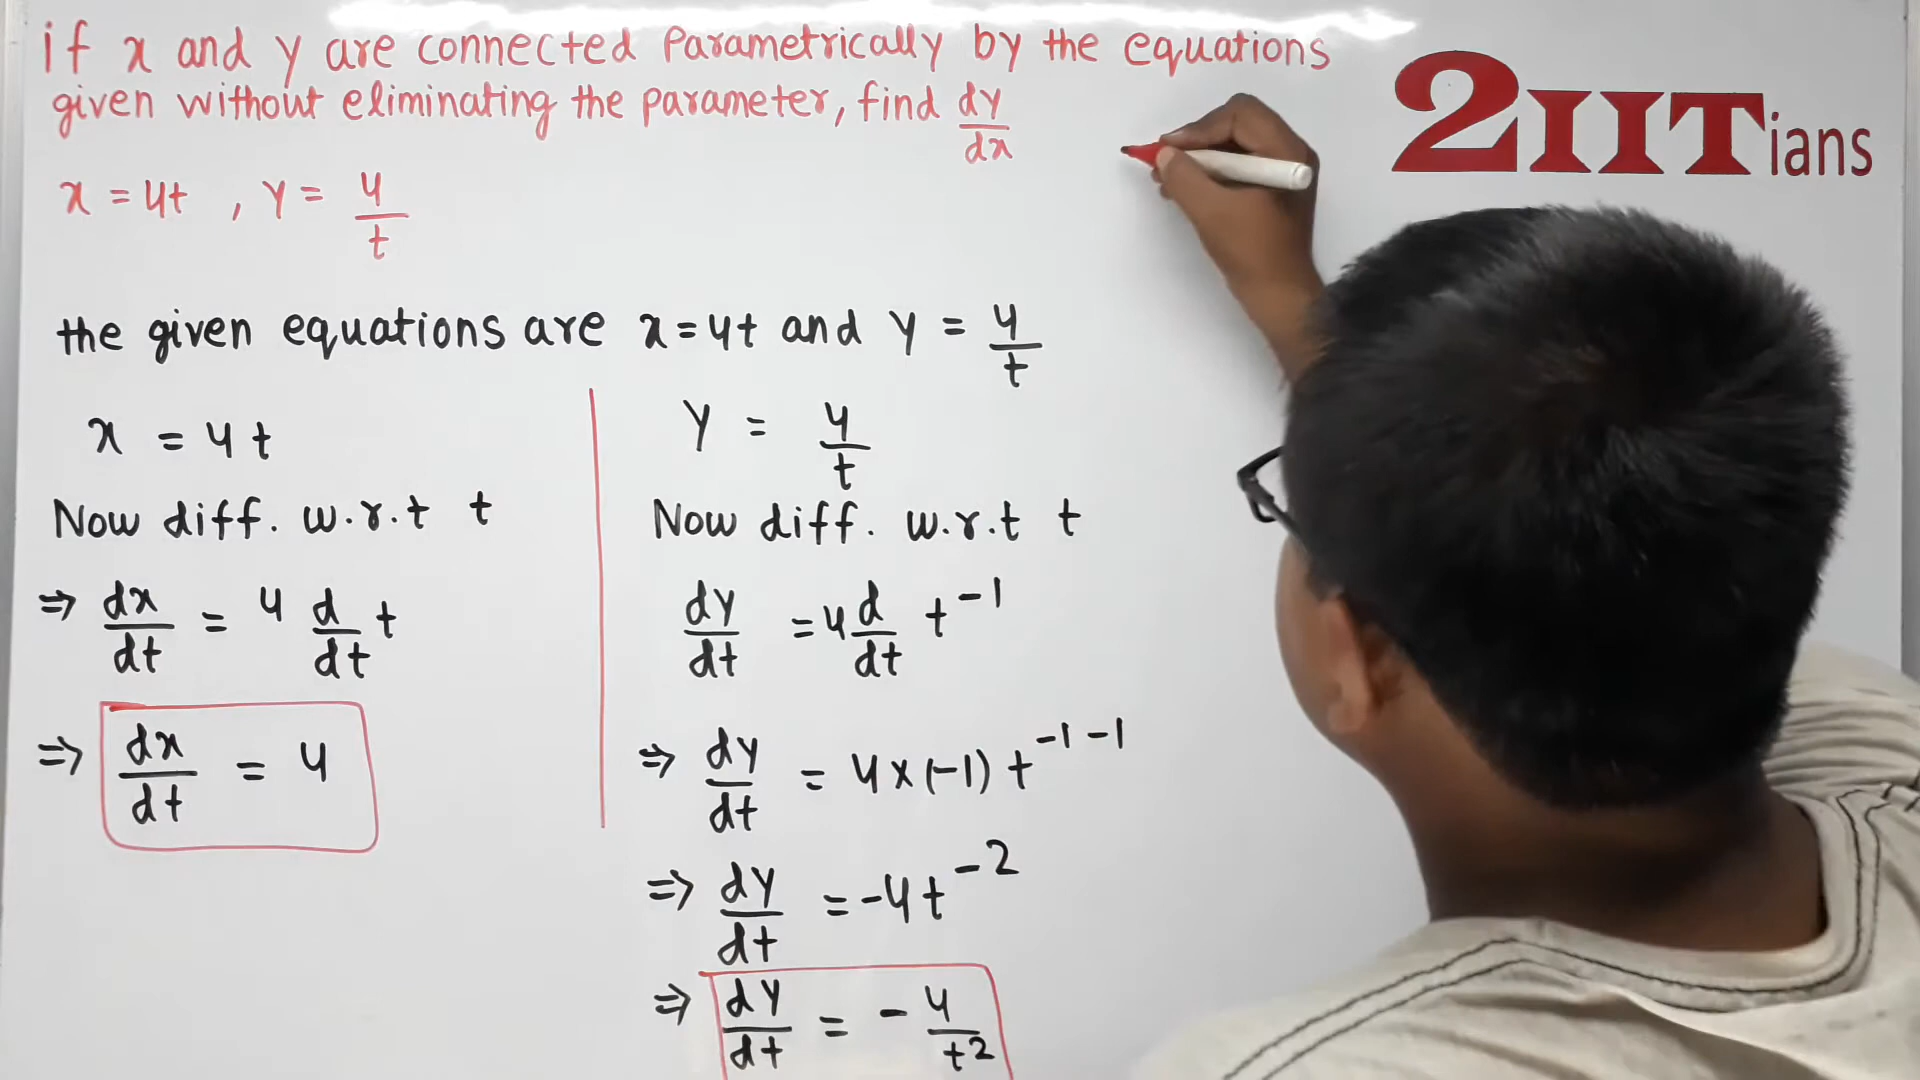 if x and y are connected parametrically by the equations
given without eliminating the parameter, find dy/dx
2IITians
x = 4t , y = 4/t
the given equations are x = 4t and y = 4/t
x = 4t
Now diff. w.r.t t
⇒ dx/dt = 4 d/dt t
⇒ dx/dt = 4
y = 4/t
Now diff. w.r.t t
dy/dt = 4 d/dt t^-1
⇒ dy/dt = 4 × (-1) t^-1-1
⇒ dy/dt = -4t^-2
⇒ dy/dt = - 4/t^2